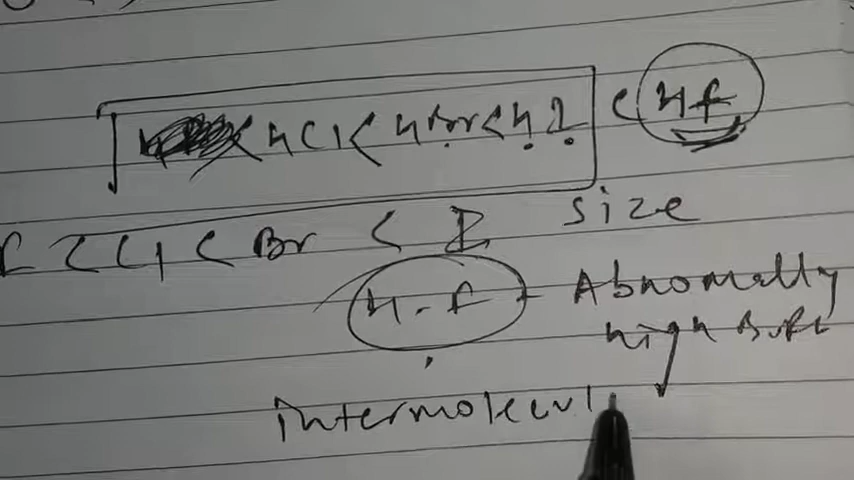 HCl < HBr < HI < HF
F < Cl < Br < I size
H-F Abnormally
high B.Pt
intermolecul